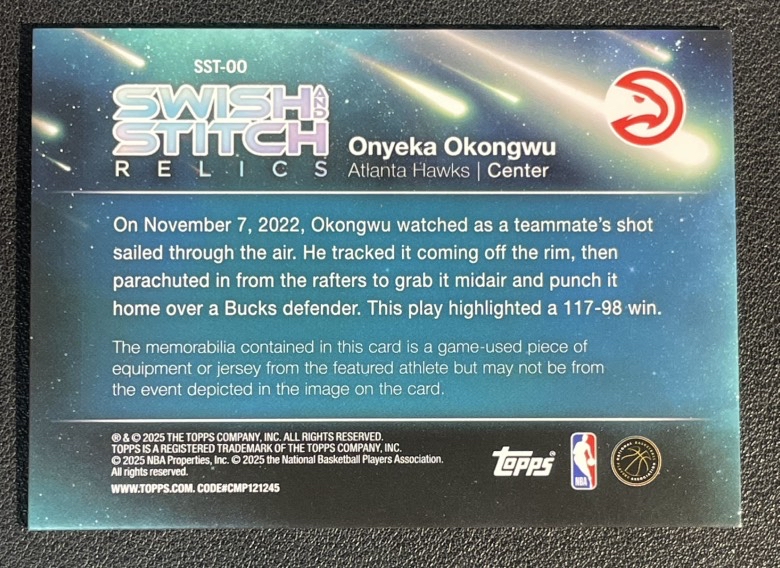 SST-OO
SWISH AND
STITCH
RELICS
Onyeka Okongwu
Atlanta Hawks | Center
On November 7, 2022, Okongwu watched as a teammate's shot
sailed through the air. He tracked it coming off the rim, then
parachuted in from the rafters to grab it midair and punch it
home over a Bucks defender. This play highlighted a 117-98 win.
The memorabilia contained in this card is a game-used piece of
equipment or jersey from the featured athlete but may not be from
the event depicted in the image on the card.
® & © 2025 THE TOPPS COMPANY, INC. ALL RIGHTS RESERVED.
TOPPS IS A REGISTERED TRADEMARK OF THE TOPPS COMPANY, INC.
© 2025 NBA Properties, Inc. © 2025 the National Basketball Players Association.
All rights reserved.
WWW.TOPPS.COM. CODE#CMP121245
topps®
NBA